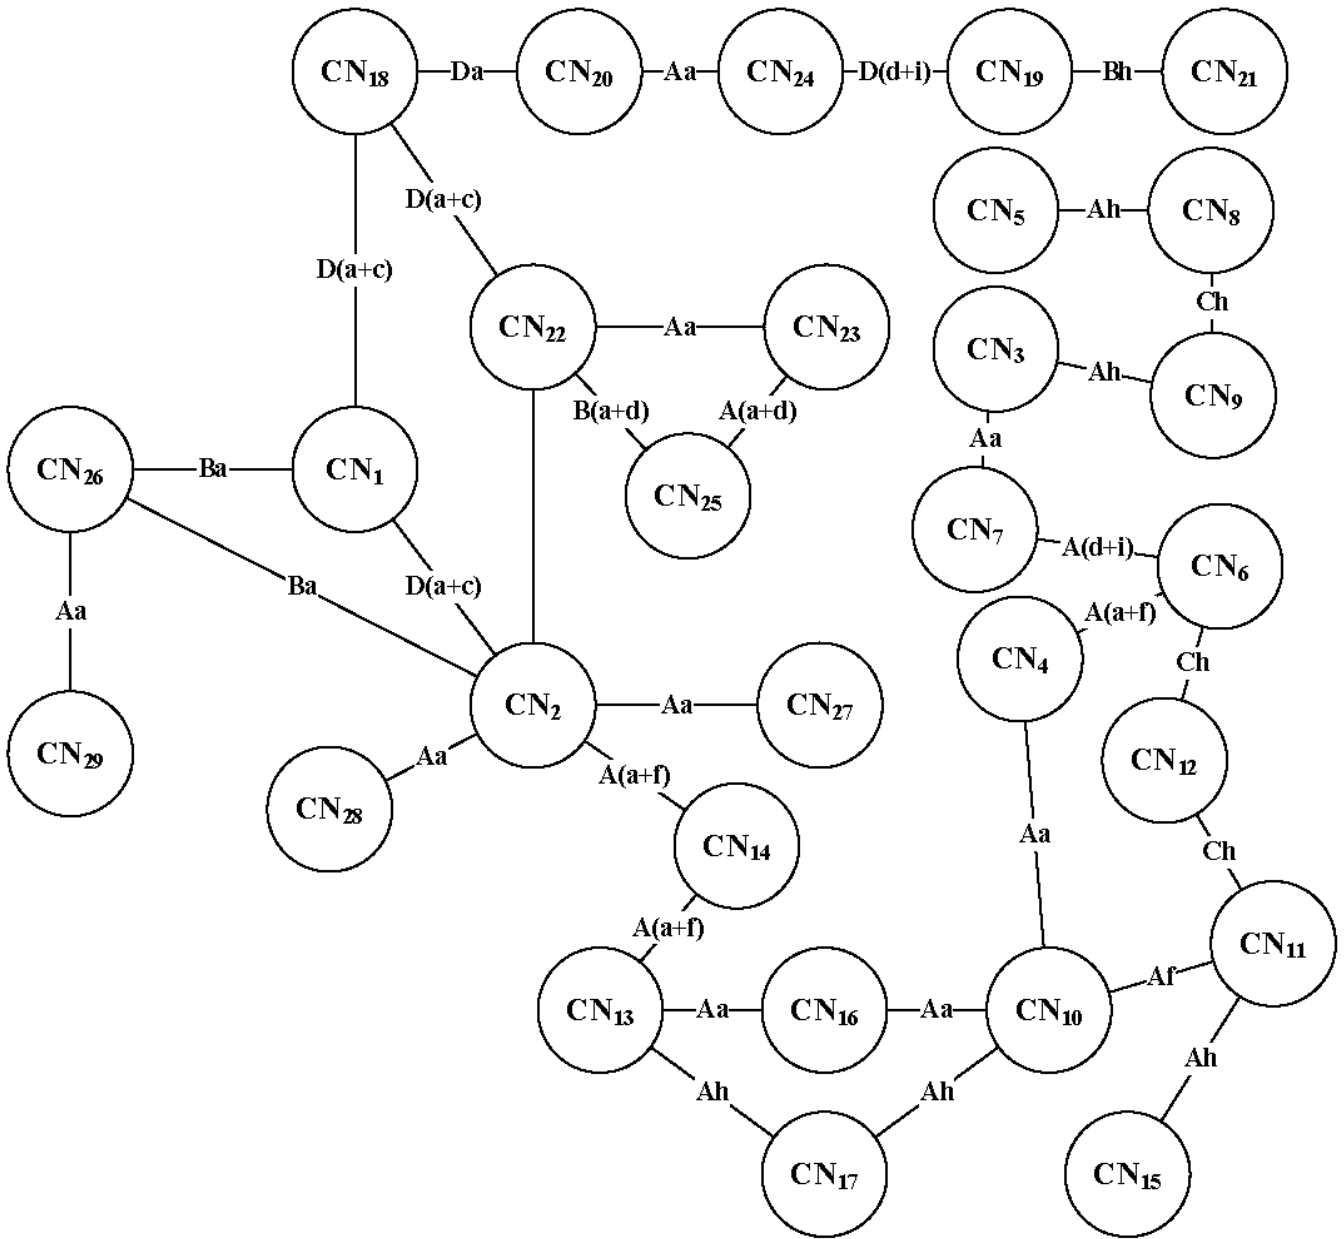 CN18 Da CN20 Aa CN24 D(d+i) CN19 Bh CN21
D(a+c)
CN5 Ah CN8
D(a+c)
Ch
CN22 Aa CN23
CN3 Ah CN9
B(a+d) A(a+d)
Aa
CN26 Ba CN1
CN25
CN7 A(d+i) CN6
Ba D(a+c)
Aa
A(a+f)
CN4 Ch
CN2 Aa CN27
CN29
Aa
CN12
A(a+f)
CN28
Aa
CN14
Ch
A(a+f)
CN11
Af
CN13 Aa CN16 Aa CN10
Ah
Ah Ah
CN17 CN15